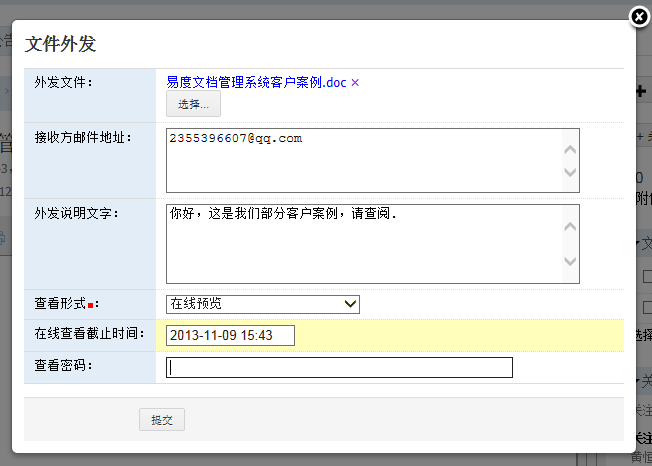 文件外发
外发文件：
易度文档管理系统客户案例.doc ×
选择...
接收方邮件地址：
2355396607@qq.com
外发说明文字：
你好，这是我们部分客户案例，请查阅.
查看形式：
在线预览
在线查看截止时间：
2013-11-09 15:43
查看密码：
提交